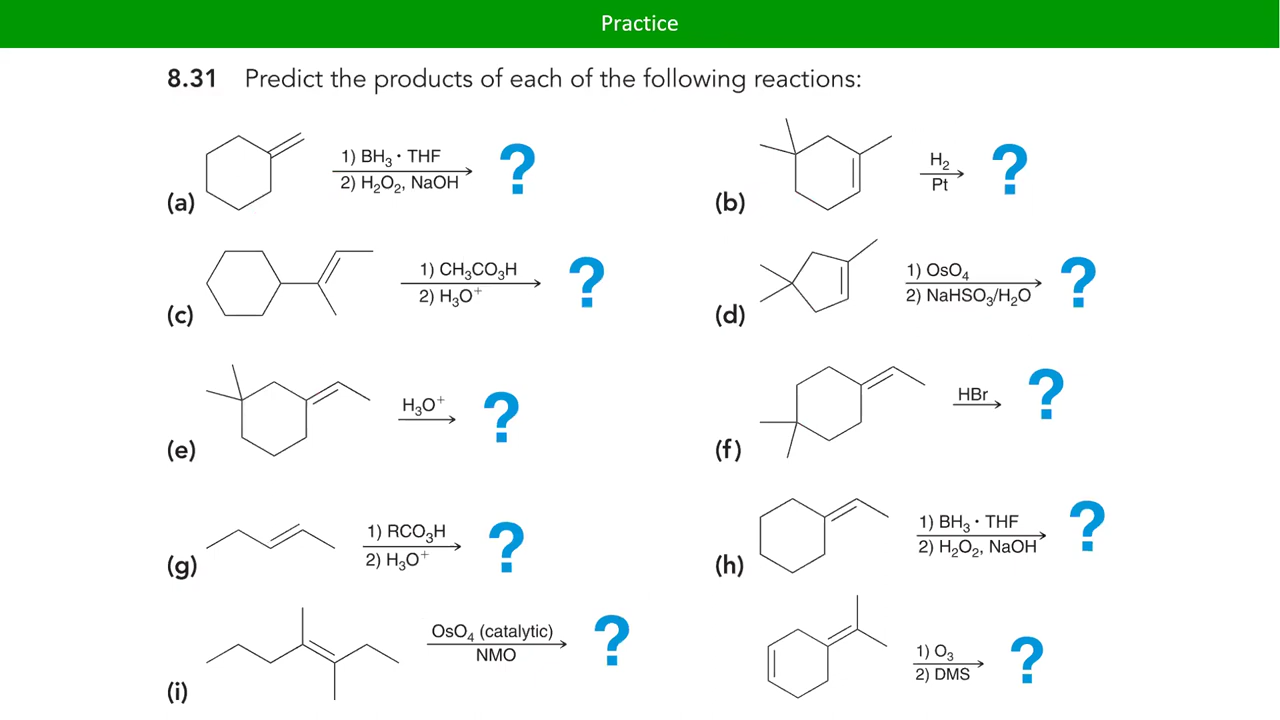 Practice
8.31 Predict the products of each of the following reactions:
(a)
1) BH₃ · THF
2) H₂O₂, NaOH
?
(b)
H₂
Pt
?
(c)
1) CH₃CO₃H
2) H₃O⁺
?
(d)
1) OsO₄
2) NaHSO₃/H₂O
?
(e)
H₃O⁺
?
(f)
HBr
?
(g)
1) RCO₃H
2) H₃O⁺
?
(h)
1) BH₃ · THF
2) H₂O₂, NaOH
?
(i)
OsO₄ (catalytic)
NMO
?
1) O₃
2) DMS
?